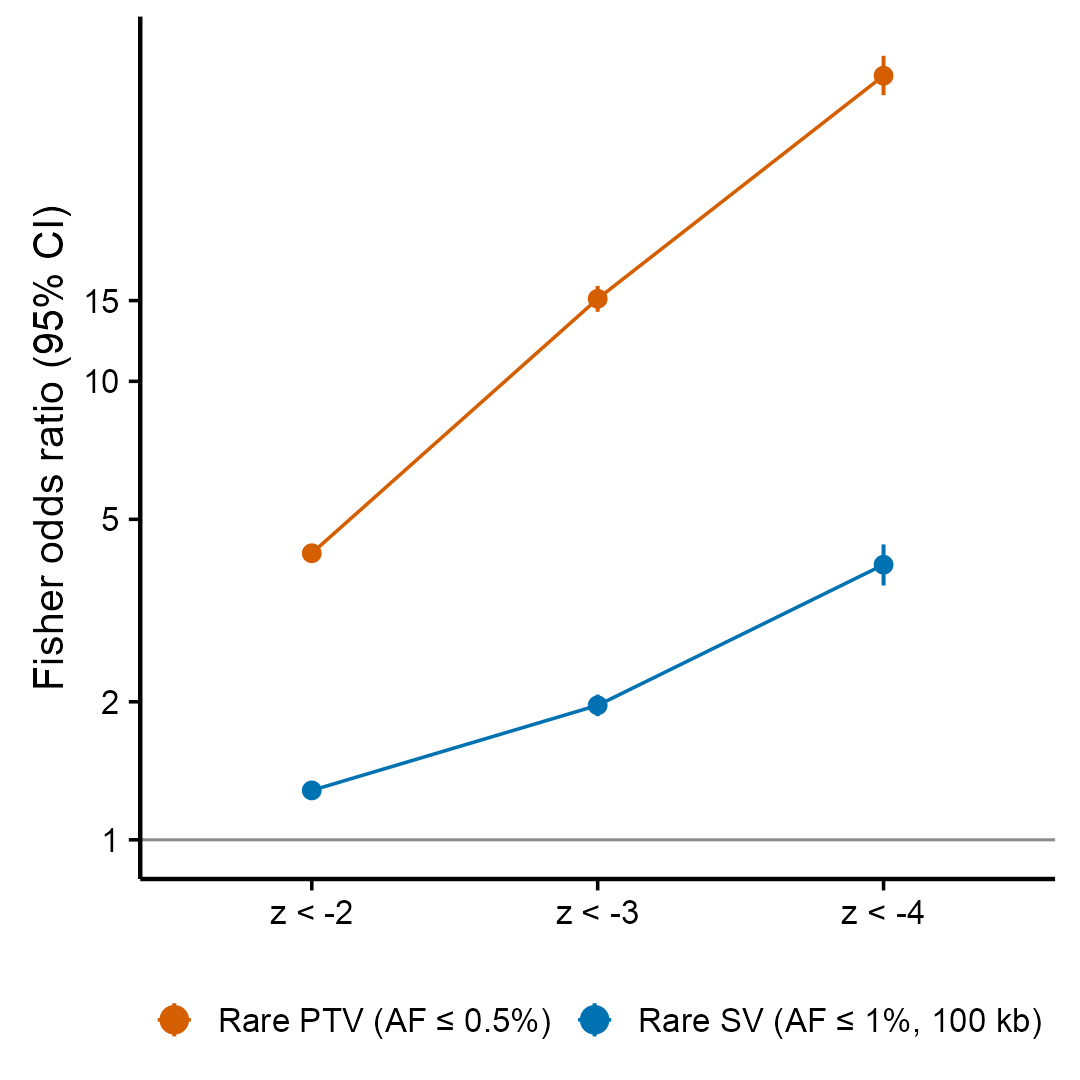 Fisher odds ratio (95% CI)
15
10
5
2
1
z < -2
z < -3
z < -4
Rare PTV (AF ≤ 0.5%)
Rare SV (AF ≤ 1%, 100 kb)